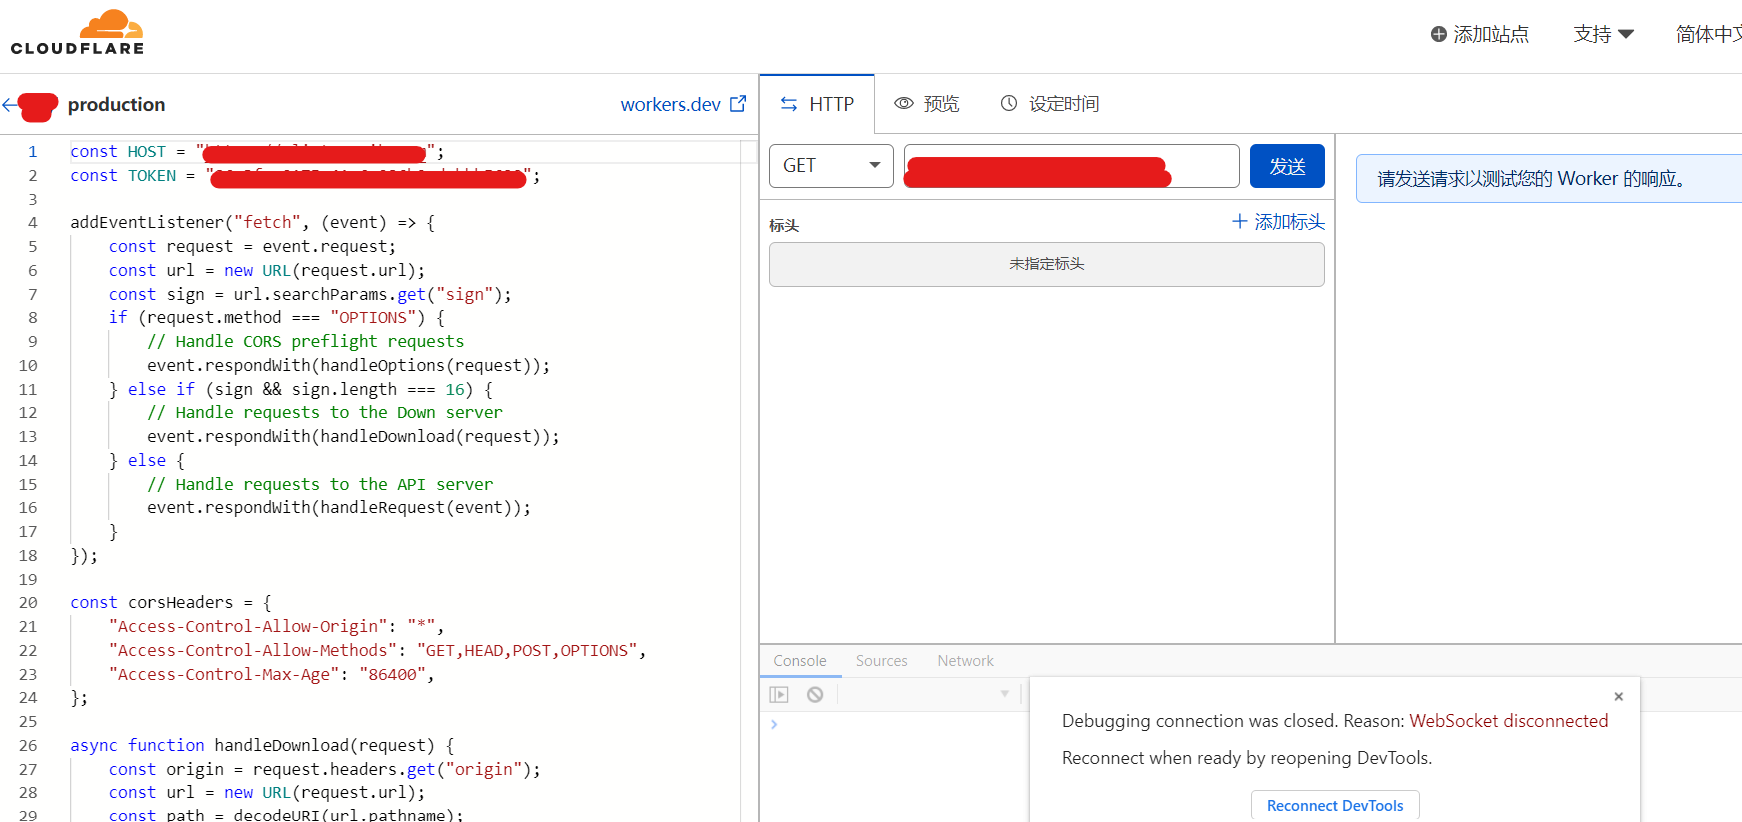 CLOUDFLARE
添加站点
支持
简体中文
production
workers.dev
HTTP
预览
设定时间
1 const HOST = "";
2 const TOKEN = "";
3
4 addEventListener("fetch", (event) => {
5 const request = event.request;
6 const url = new URL(request.url);
7 const sign = url.searchParams.get("sign");
8 if (request.method === "OPTIONS") {
9 // Handle CORS preflight requests
10 event.respondWith(handleOptions(request));
11 } else if (sign && sign.length === 16) {
12 // Handle requests to the Down server
13 event.respondWith(handleDownload(request));
14 } else {
15 // Handle requests to the API server
16 event.respondWith(handleRequest(event));
17 }
18 });
19
20 const corsHeaders = {
21 "Access-Control-Allow-Origin": "*",
22 "Access-Control-Allow-Methods": "GET,HEAD,POST,OPTIONS",
23 "Access-Control-Max-Age": "86400",
24 };
25
26 async function handleDownload(request) {
27 const origin = request.headers.get("origin");
28 const url = new URL(request.url);
29 const path = decodeURI(url.pathname);
GET
发送
标头
添加标头
未指定标头
请发送请求以测试您的 Worker 的响应。
Console
Sources
Network
Debugging connection was closed. Reason: WebSocket disconnected
Reconnect when ready by reopening DevTools.
Reconnect DevTools